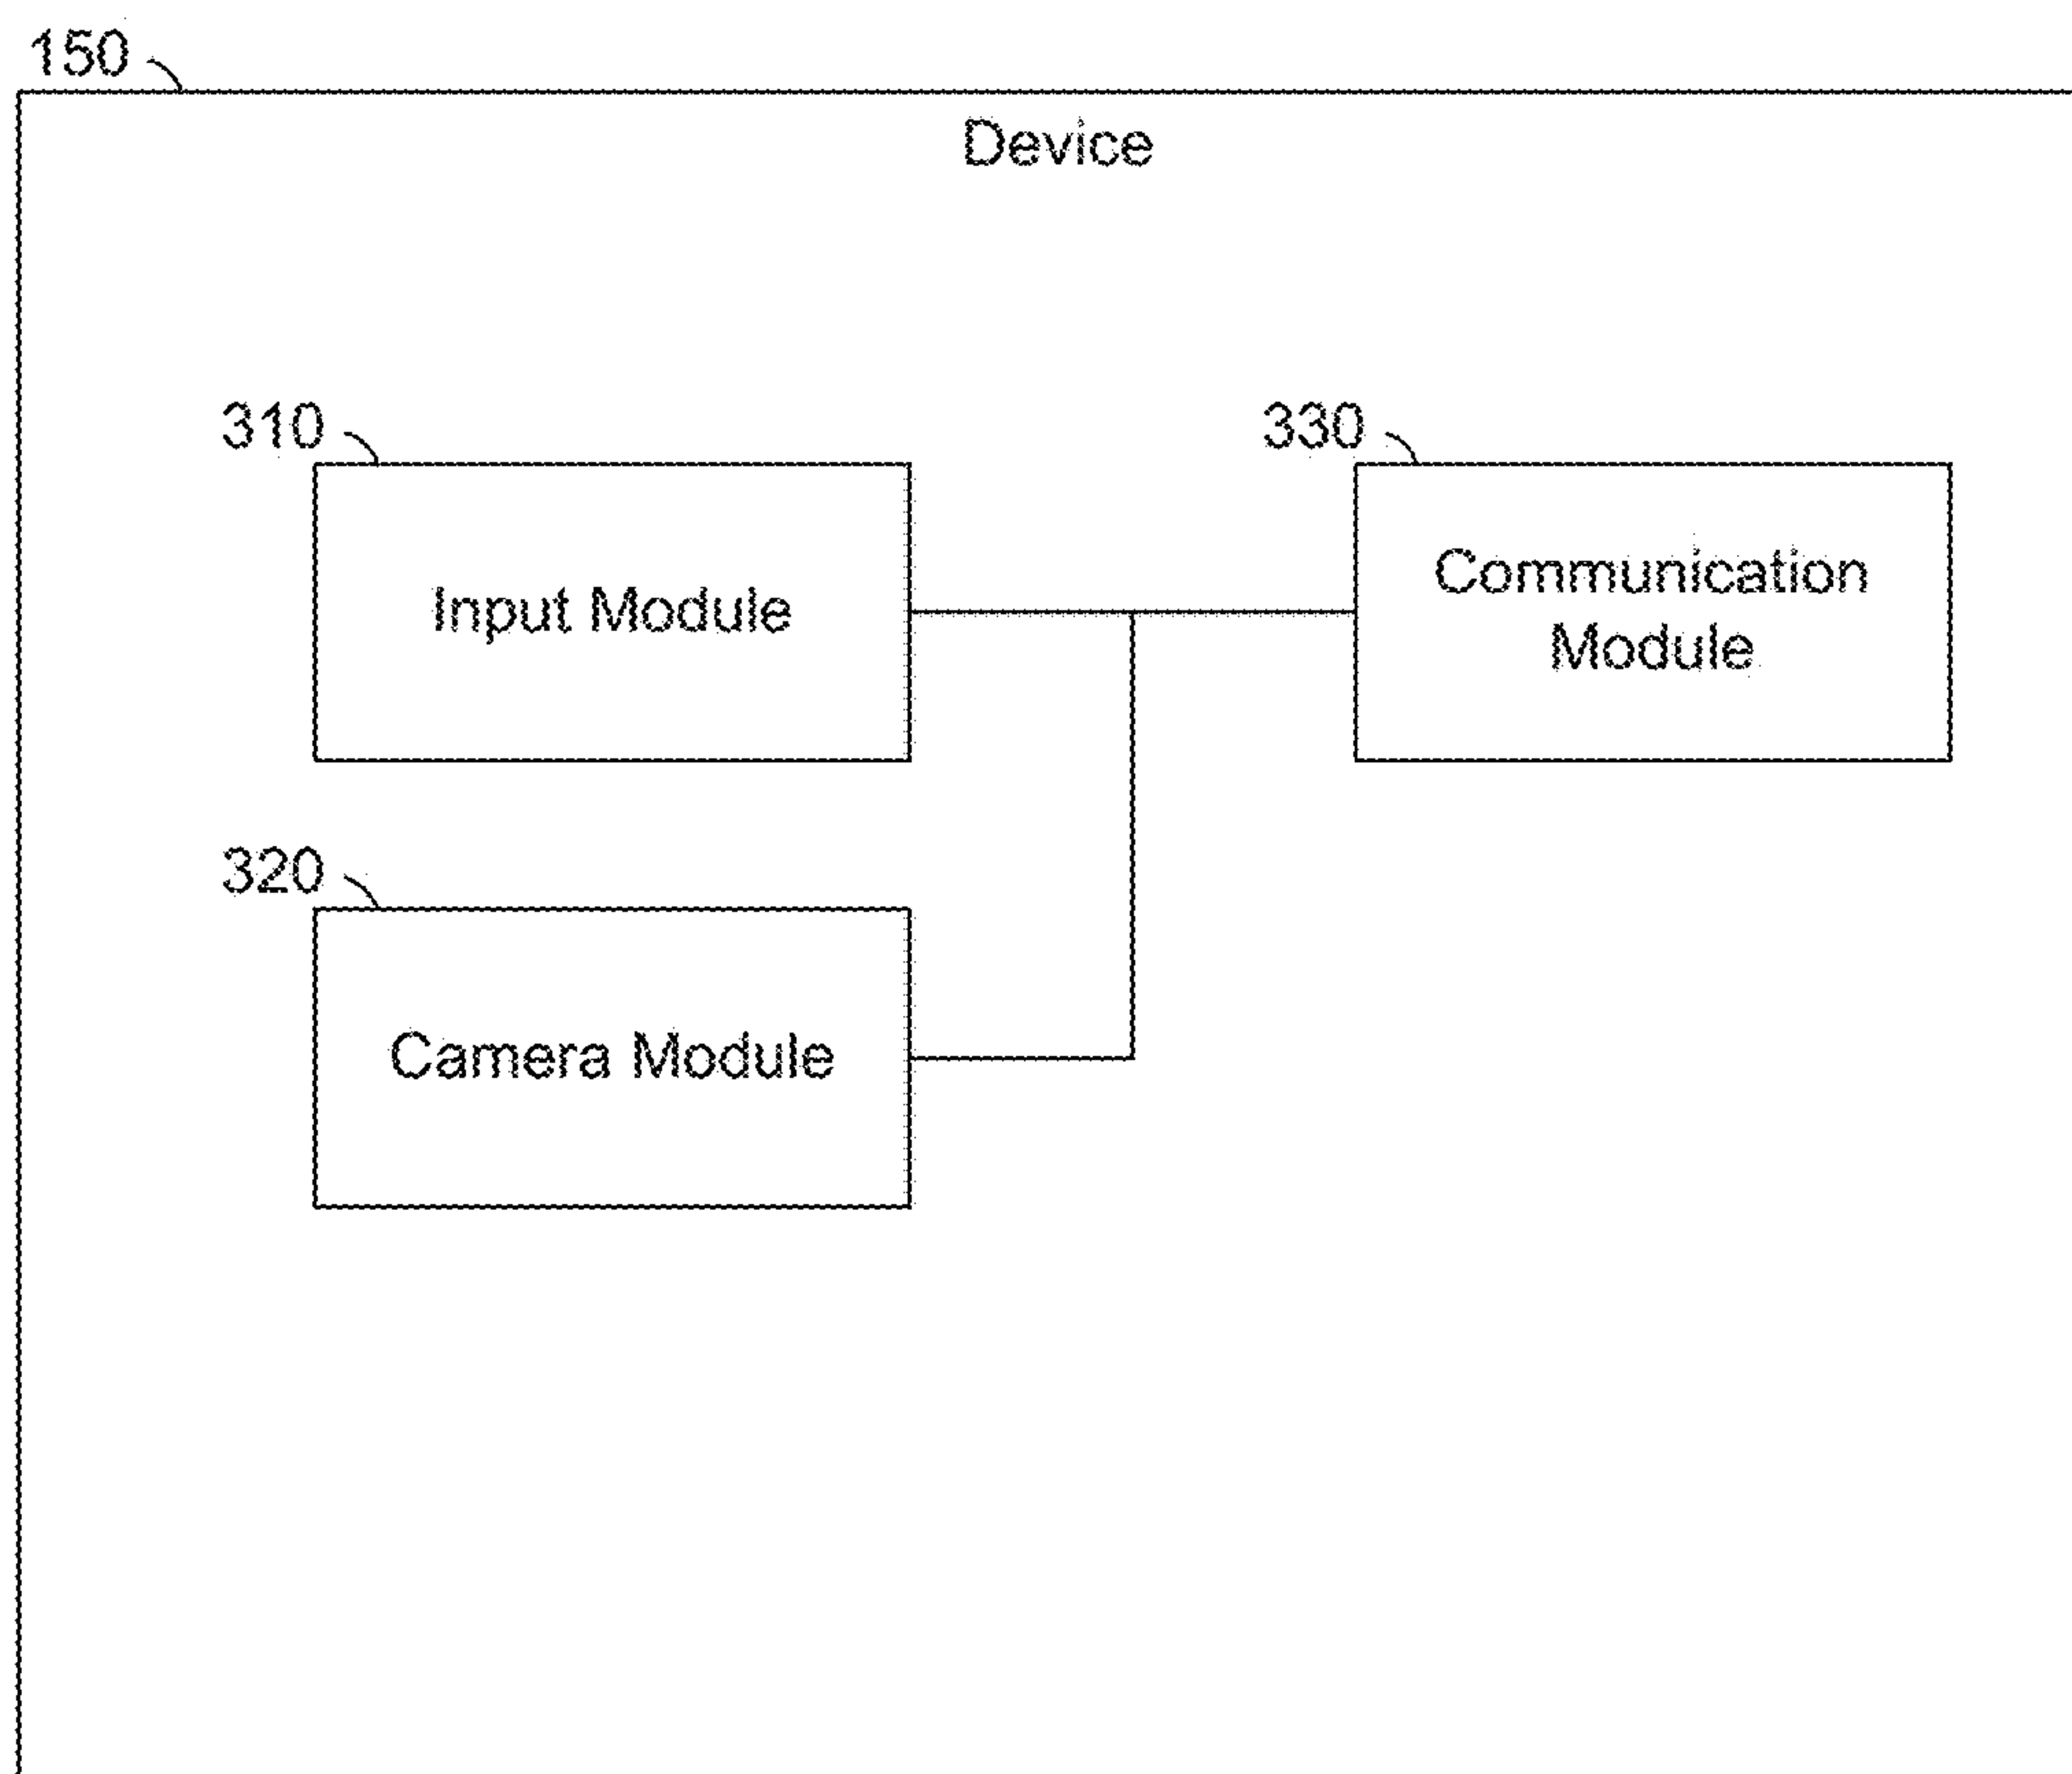 150
Device
310
Input Module
330
Communication
Module
320
Camera Module